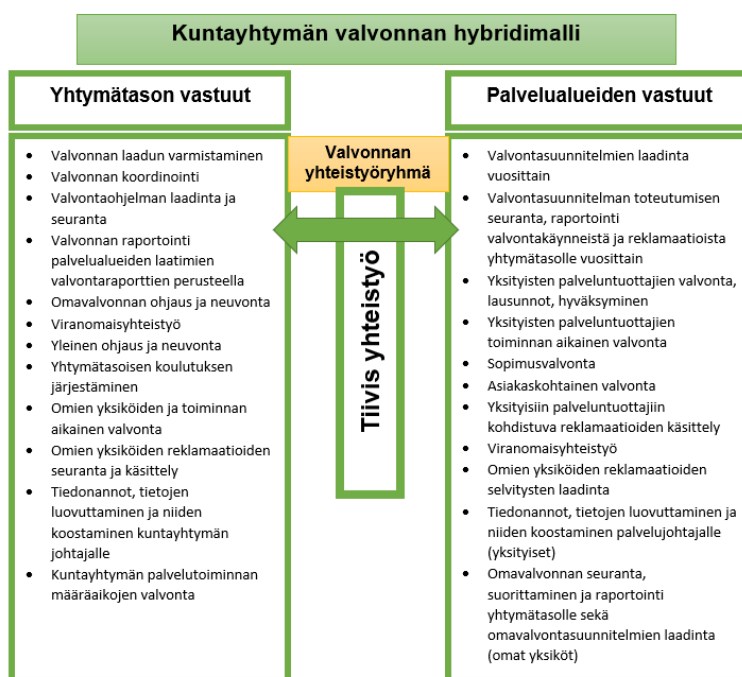 Kuntayhtymän valvonnan hybridimalli
Yhtymätason vastuut
• Valvonnan laadun varmistaminen
• Valvonnan koordinointi
• Valvontaohjelman laadinta ja
seuranta
• Valvonnan raportointi
palvelualueiden laatimien
valvontaraporttien perusteella
• Omavalvonnan ohjaus ja neuvonta
• Viranomaisyhteistyö
• Yleinen ohjaus ja neuvonta
• Yhtymätasoisen koulutuksen
järjestäminen
• Omien yksiköiden ja toiminnan
aikainen valvonta
• Omien yksiköiden reklamaatioiden
seuranta ja käsittely
• Tiedonannot, tietojen
luovuttaminen ja niiden
koostaminen kuntayhtymän
johtajalle
• Kuntayhtymän palvelutoiminnan
määräaikojen valvonta
Valvonnan
yhteistyöryhmä
Tiivis yhteistyö
Palvelualueiden vastuut
• Valvontasuunnitelmien laadinta
vuosittain
• Valvontasuunnitelman toteutumisen
seuranta, raportointi
valvontakäynneistä ja reklamaatioista
yhtymätasolle vuosittain
• Yksityisten palveluntuottajien valvonta,
lausunnot, hyväksyminen
• Yksityisten palveluntuottajien
toiminnan aikainen valvonta
• Sopimusvalvonta
• Asiakaskohtainen valvonta
• Yksityisiin palveluntuottajiin
kohdistuva reklamaatioiden käsittely
• Viranomaisyhteistyö
• Omien yksiköiden reklamaatioiden
selvitysten laadinta
• Tiedonannot, tietojen luovuttaminen ja
niiden koostaminen palvelujohtajalle
(yksityiset)
• Omavalvonnan seuranta,
suorittaminen ja raportointi
yhtymätasolle sekä
omavalvontasuunnitelmien laadinta
(omat yksiköt)